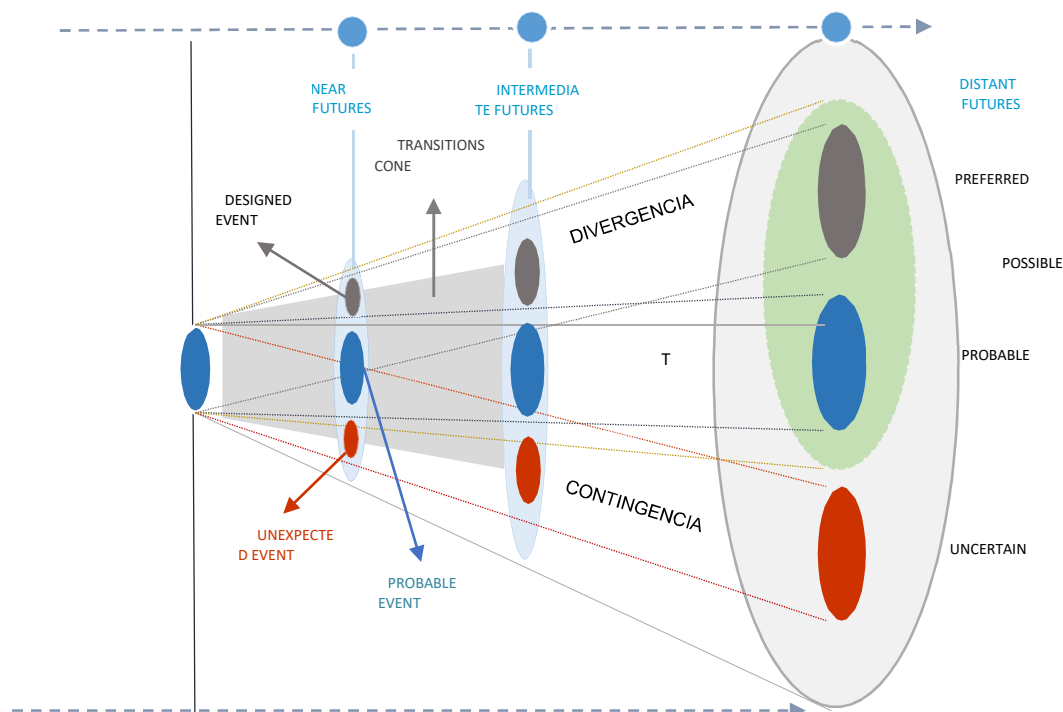 NEAR
FUTURES
INTERMEDIA
TE FUTURES
DISTANT
FUTURES
TRANSITIONS
CONE
DESIGNED
EVENT
DIVERGENCIA
PREFERRED
POSSIBLE
T
PROBABLE
CONTINGENCIA
UNEXPECTE
D EVENT
UNCERTAIN
PROBABLE
EVENT